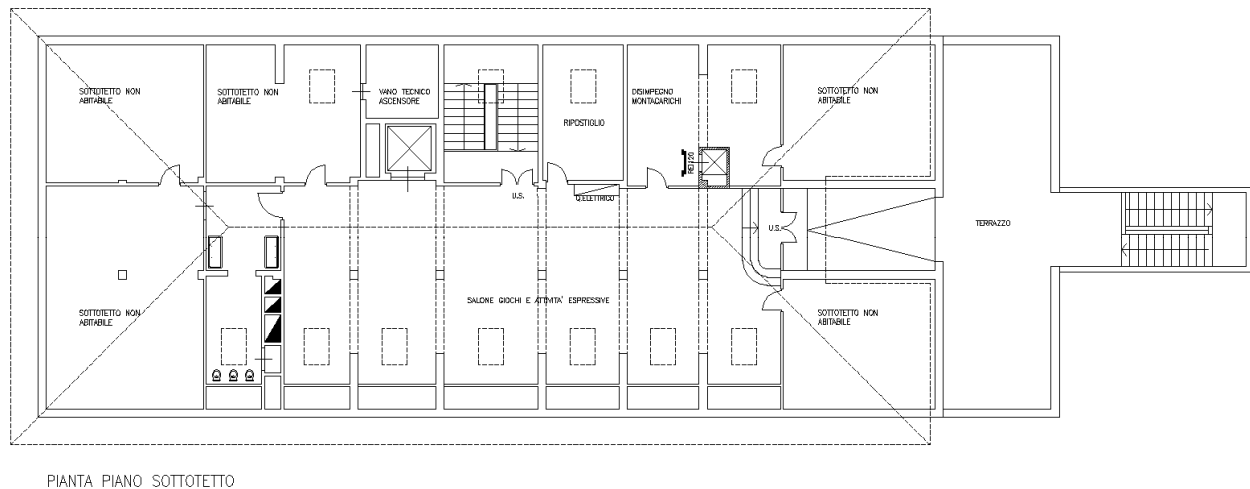 SOTTOTETTO NON
ABITABILE
SOTTOTETTO NON
ABITABILE
VANO TECNICO
ASCENSORE
RIPOSTIGLIO
DISIMPEGNO
MONTACARICHI
REI120
SOTTOTETTO NON
ABITABILE
U.S.
Q.ELETTRICO
U.S.
TERRAZZO
SALONE GIOCHI E ATTIVITA' ESPRESSIVE
SOTTOTETTO NON
ABITABILE
SOTTOTETTO NON
ABITABILE
PIANTA PIANO SOTTOTETTO